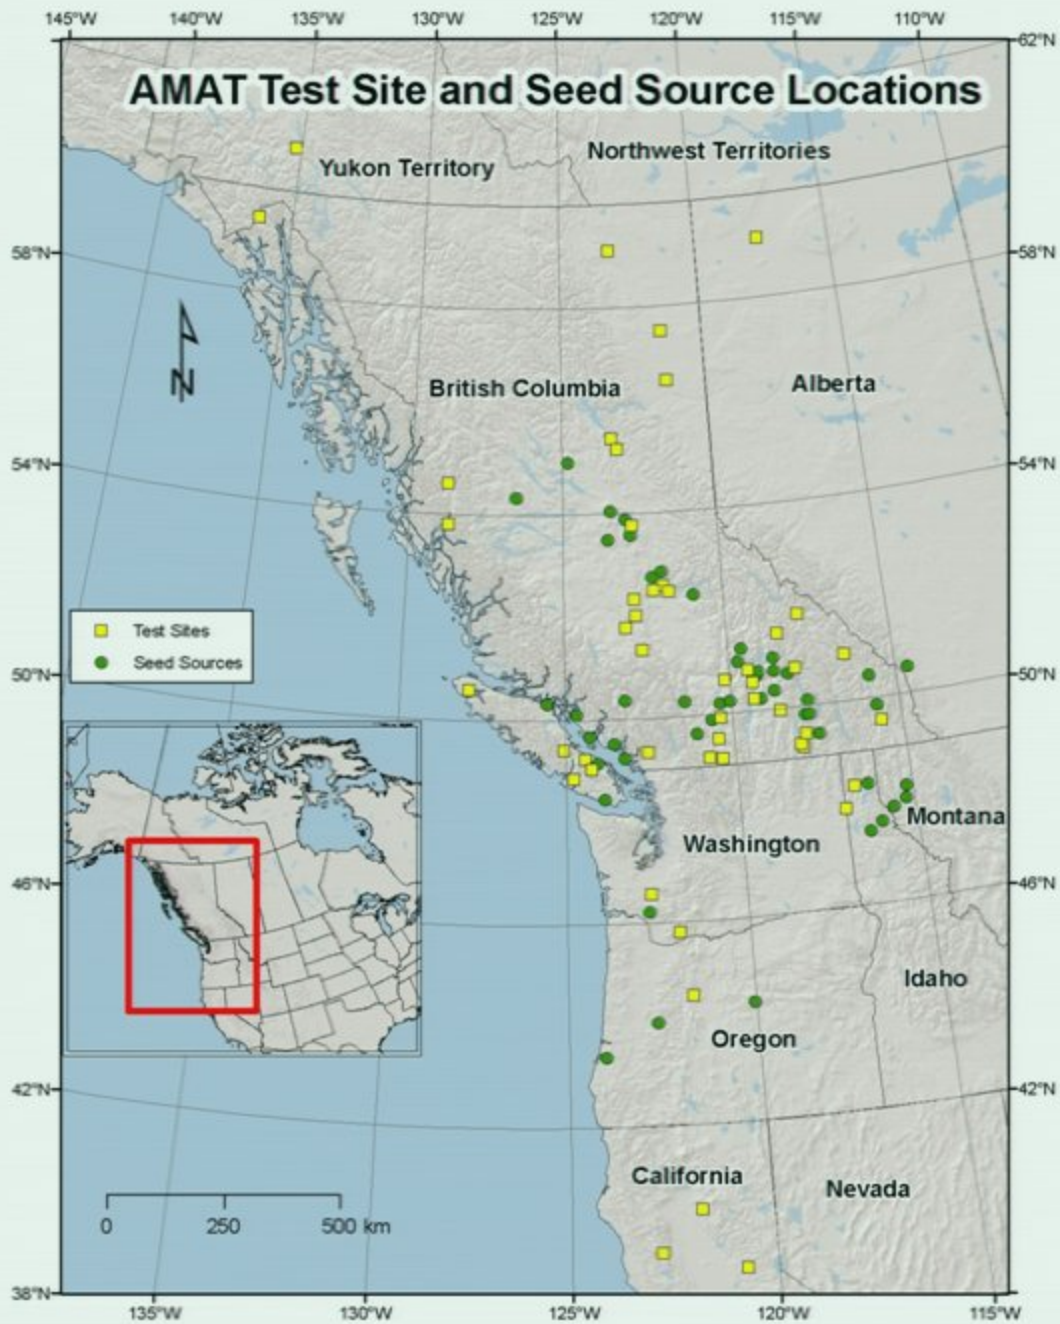 145°W 140°W 135°W 130°W 125°W 120°W 115°W 110°W
62°N
AMAT Test Site and Seed Source Locations
Northwest Territories
Yukon Territory
58°N 58°N
N
British Columbia Alberta
54°N 54°N
Test Sites
Seed Sources
50°N 50°N
Montana
Washington
46°N 46°N
Idaho
Oregon
42°N 42°N
California
Nevada
0 250 500 km
38°N
135°W 130°W 125°W 120°W 115°W